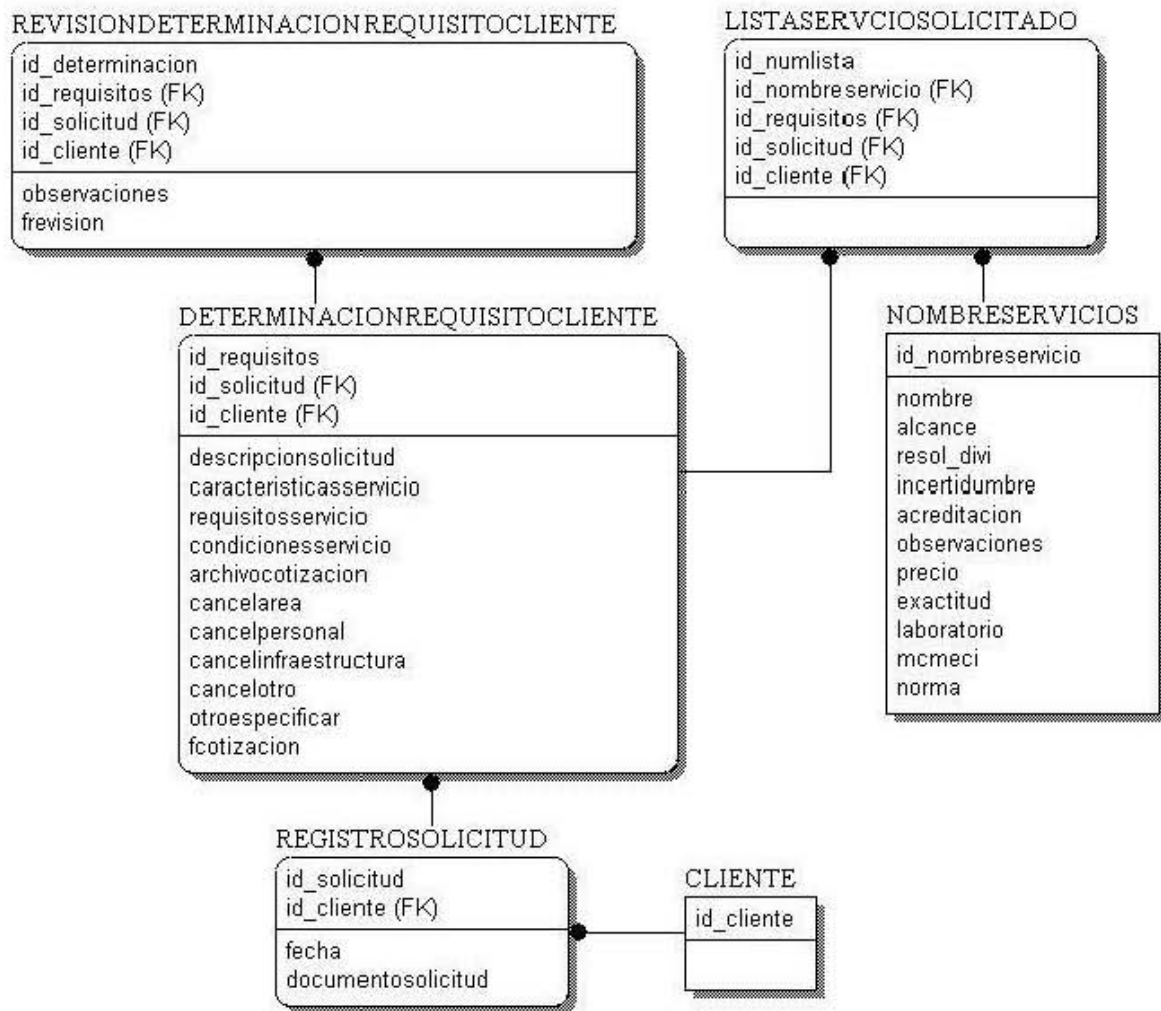 REVISIONDETERMINACIONREQUISITOCLIENTE
id_determinacion
id_requisitos (FK)
id_solicitud (FK)
id_cliente (FK)
observaciones
frevision
LISTASERVCIOSOLICITADO
id_numlista
id_nombreservicio (FK)
id_requisitos (FK)
id_solicitud (FK)
id_cliente (FK)
DETERMINACIONREQUISITOCLIENTE
id_requisitos
id_solicitud (FK)
id_cliente (FK)
descripcionsolicitud
caracteristicasservicio
requisitosservicio
condicionesservicio
archivocotizacion
cancelarea
cancelpersonal
cancelinfraestructura
cancelotro
otroespecificar
fcotizacion
NOMBRESERVICIOS
id_nombreservicio
nombre
alcance
resol_divi
incertidumbre
acreditacion
observaciones
precio
exactitud
laboratorio
mcmeci
norma
REGISTROSOLICITUD
id_solicitud
id_cliente (FK)
fecha
documentosolicitud
CLIENTE
id_cliente